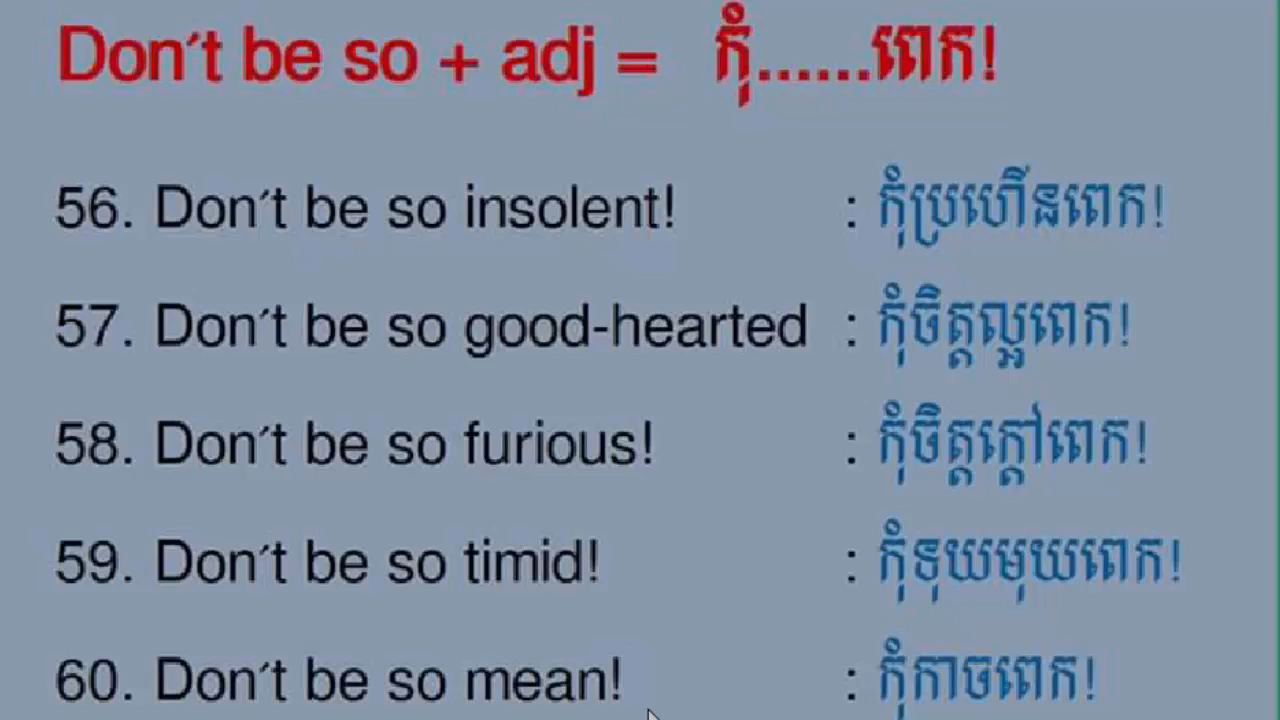 Don't be so + adj = កុំ......ពេក!
56. Don't be so insolent! : កុំប្រហើនពេក!
57. Don't be so good-hearted : កុំចិត្តល្អពេក!
58. Don't be so furious! : កុំចិត្តក្ដៅពេក!
59. Don't be so timid! : កុំទុយមុយពេក!
60. Don't be so mean! : កុំកាចពេក!